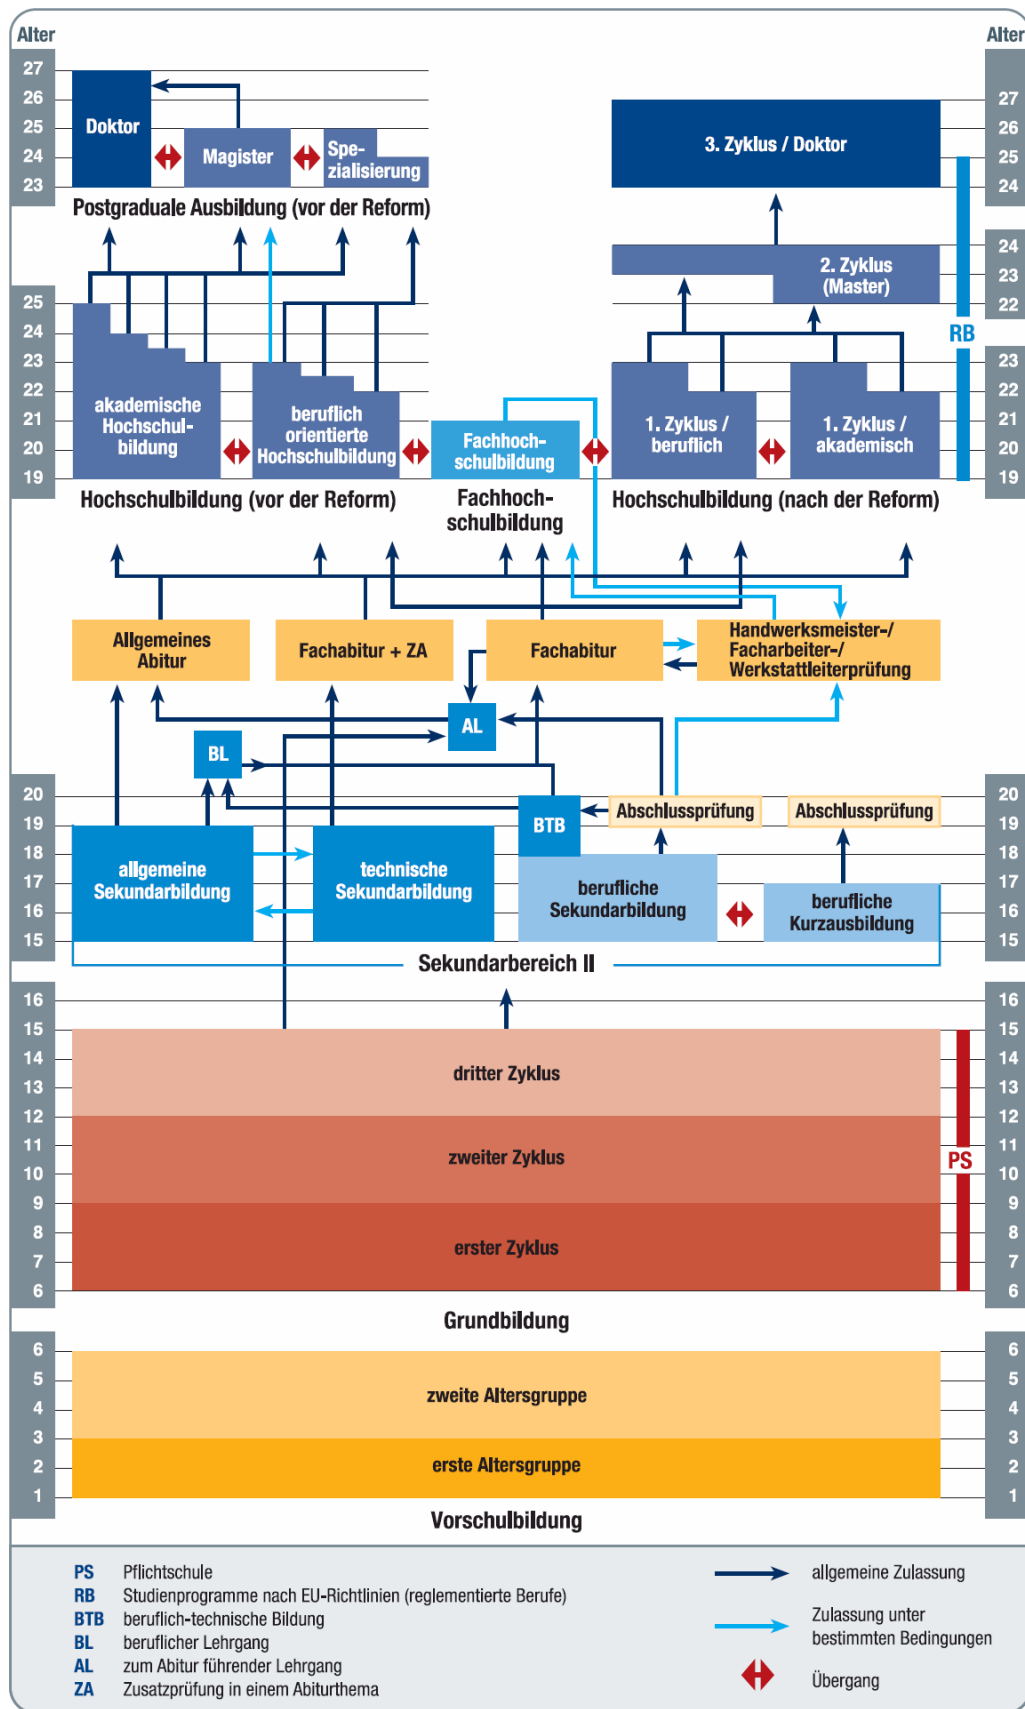 Alter
Alter
27
26
25
24
23
27
26
25
24
Doktor
Magister
Spe-
zialisierung
3. Zyklus / Doktor
Postgraduale Ausbildung (vor der Reform)
24
23
22
2. Zyklus
(Master)
RB
25
24
23
22
21
20
19
23
22
21
20
19
akademische
Hochschul-
bildung
beruflich
orientierte
Hochschulbildung
Fachhoch-
schulbildung
1. Zyklus /
beruflich
1. Zyklus /
akademisch
Hochschulbildung (vor der Reform)
Fachhoch-
schulbildung
Hochschulbildung (nach der Reform)
Allgemeines
Abitur
Fachabitur + ZA
Fachabitur
Handwerksmeister-/
Facharbeiter-/
Werkstattleiterprüfung
AL
BL
20
19
18
17
16
15
20
19
18
17
16
15
BTB
Abschlussprüfung
Abschlussprüfung
allgemeine
Sekundarbildung
technische
Sekundarbildung
berufliche
Sekundarbildung
berufliche
Kurzausbildung
Sekundarbereich II
16
15
14
13
12
11
10
9
8
7
6
16
15
14
13
12
11
10
9
8
7
6
dritter Zyklus
zweiter Zyklus
PS
erster Zyklus
Grundbildung
6
5
4
3
2
1
6
5
4
3
2
1
zweite Altersgruppe
erste Altersgruppe
Vorschulbildung
PS Pflichtschule
RB Studienprogramme nach EU-Richtlinien (reglementierte Berufe)
BTB beruflich-technische Bildung
BL beruflicher Lehrgang
AL zum Abitur führender Lehrgang
ZA Zusatzprüfung in einem Abiturthema
allgemeine Zulassung
Zulassung unter
bestimmten Bedingungen
Übergang